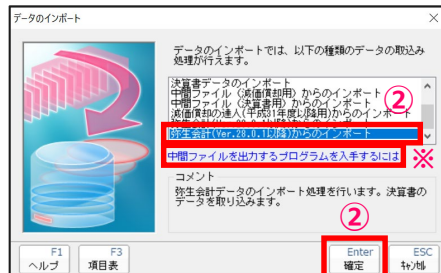 データのインポート
データのインポートでは、以下の種類のデータの取込み
処理が行えます。
決算書データのインポート
中間ファイル（減価償却用）からのインポート
中間ファイル（決算書用）からのインポート
減価償却の達人（平成31年度以降用)からのインポート
②
弥生会計(Ver.28.0.1以降)からのインポート
中間ファイルを出力するプログラムを入手するには
※
コメント
弥生会計データのインポート処理を行います。決算書の
データを取り込みます。
②
F1
ヘルプ
F3
項目表
Enter
確定
ESC
ｷｬﾝｾﾙ